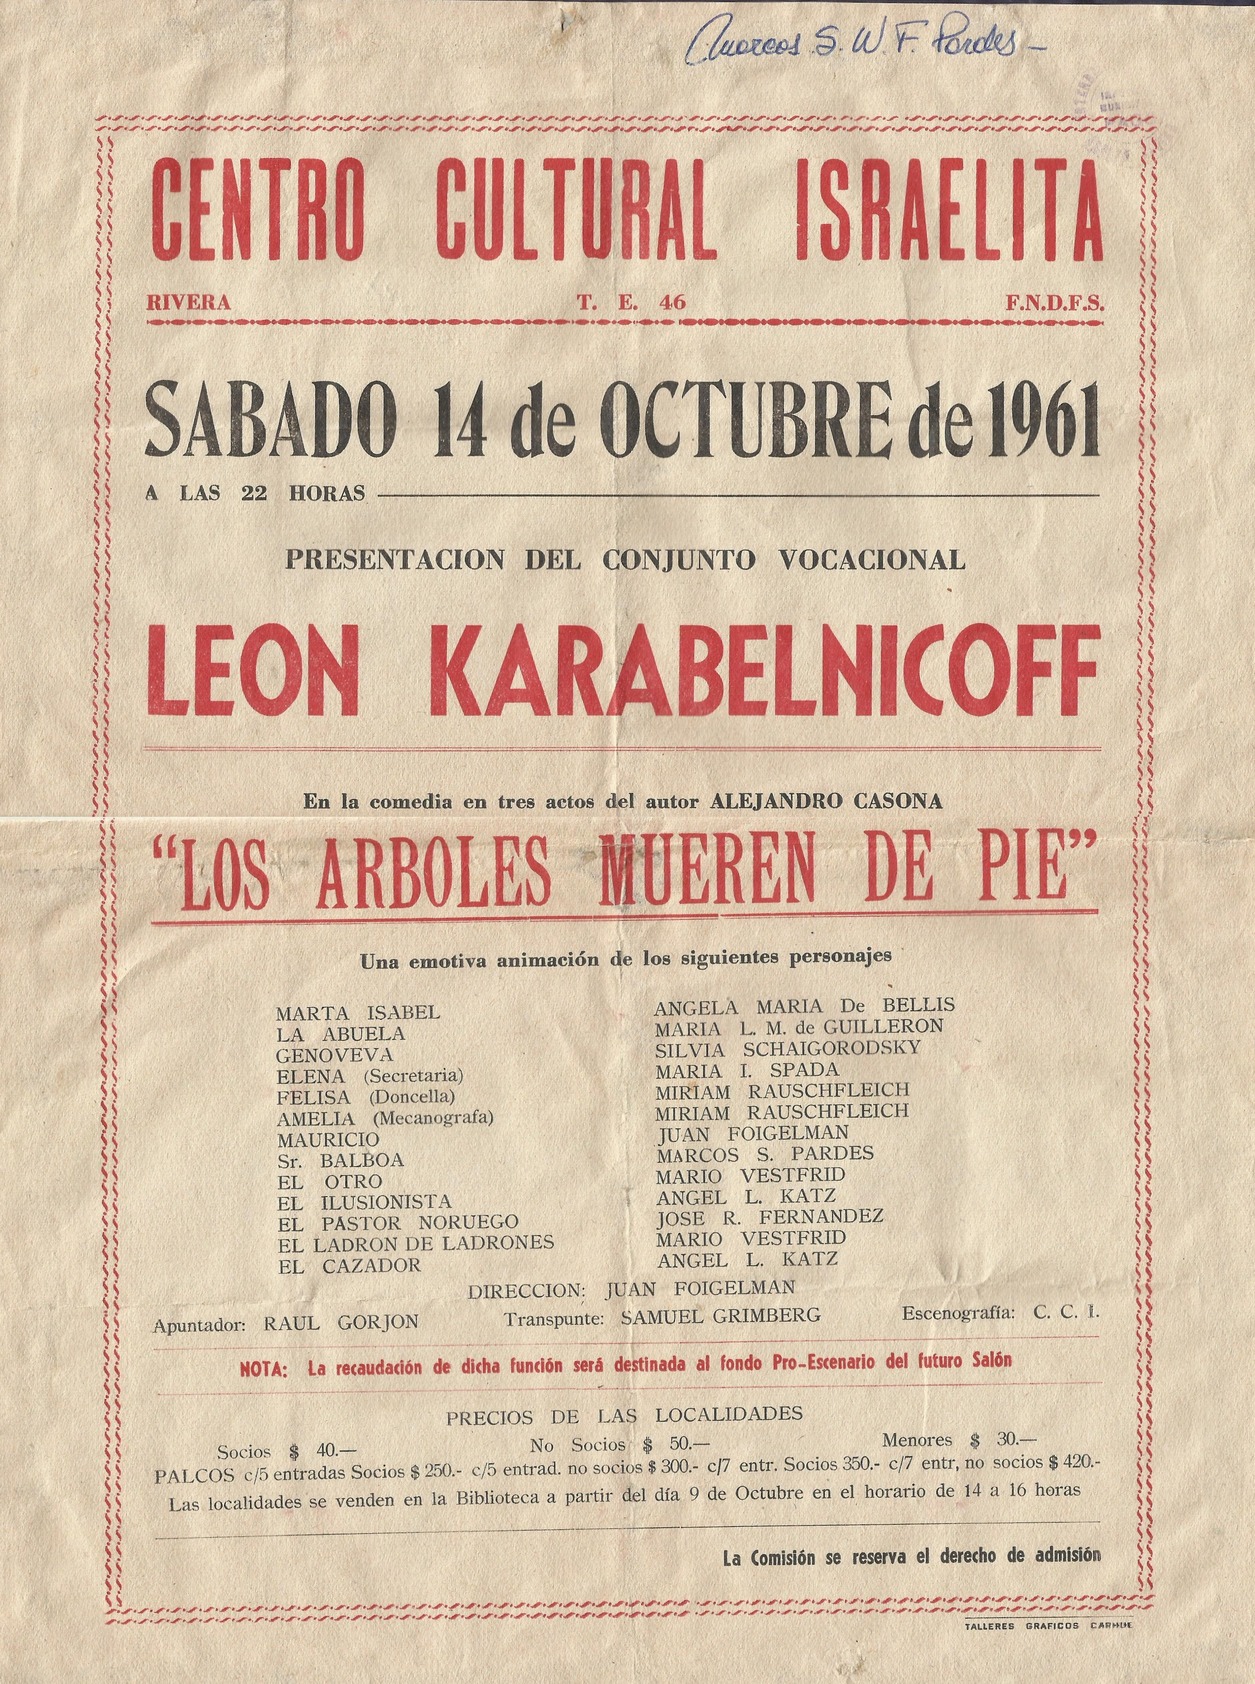 Marcos S. W. F. Pardes —
CENTRO CULTURAL ISRAELITA
RIVERA T. E. 46 F.N.D.F.S.
SABADO 14 de OCTUBRE de 1961
A LAS 22 HORAS
PRESENTACION DEL CONJUNTO VOCACIONAL
LEON KARABELNICOFF
En la comedia en tres actos del autor ALEJANDRO CASONA
“LOS ARBOLES MUEREN DE PIE”
Una emotiva animación de los siguientes personajes
MARTA ISABEL ANGELA MARIA De BELLIS
LA ABUELA MARIA L. M. de GUILLERON
GENOVEVA SILVIA SCHAIGORODSKY
ELENA (Secretaria) MARIA I. SPADA
FELISA (Doncella) MIRIAM RAUSCHFLEICH
AMELIA (Mecanografa) MIRIAM RAUSCHFLEICH
MAURICIO JUAN FOIGELMAN
Sr. BALBOA MARCOS S. PARDES
EL OTRO MARIO VESTFRID
EL ILUSIONISTA ANGEL L. KATZ
EL PASTOR NORUEGO JOSE R. FERNANDEZ
EL LADRON DE LADRONES MARIO VESTFRID
EL CAZADOR ANGEL L. KATZ
DIRECCION: JUAN FOIGELMAN
Apuntador: RAUL GORJON Transpunte: SAMUEL GRIMBERG Escenografía: C. C. I.
NOTA: La recaudación de dicha función será destinada al fondo Pro-Escenario del futuro Salón
PRECIOS DE LAS LOCALIDADES
Socios $ 40.— No Socios $ 50.— Menores $ 30.—
PALCOS c/5 entradas Socios $ 250.- c/5 entrad. no socios $ 300.- c/7 entr. Socios 350.- c/7 entr, no socios $ 420.-
Las localidades se venden en la Biblioteca a partir del día 9 de Octubre en el horario de 14 a 16 horas
La Comisión se reserva el derecho de admisión
TALLERES GRAFICOS